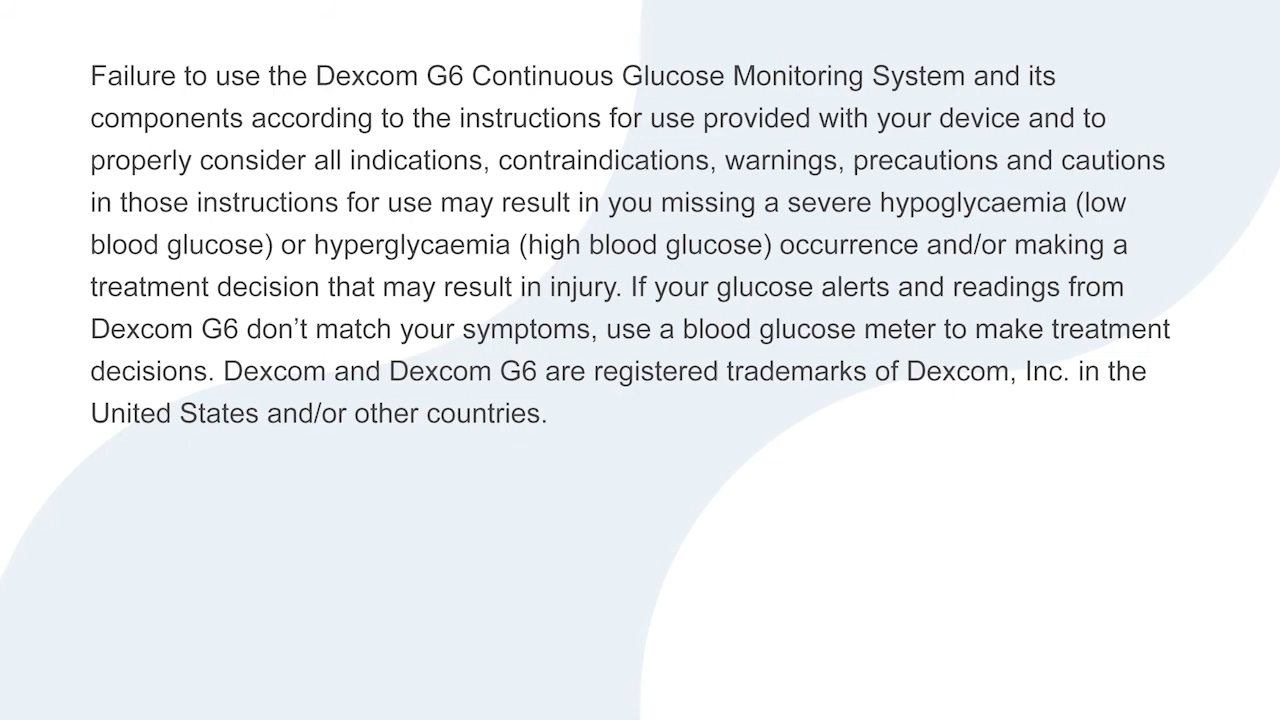 Failure to use the Dexcom G6 Continuous Glucose Monitoring System and its
components according to the instructions for use provided with your device and to
properly consider all indications, contraindications, warnings, precautions and cautions
in those instructions for use may result in you missing a severe hypoglycaemia (low
blood glucose) or hyperglycaemia (high blood glucose) occurrence and/or making a
treatment decision that may result in injury. If your glucose alerts and readings from
Dexcom G6 don’t match your symptoms, use a blood glucose meter to make treatment
decisions. Dexcom and Dexcom G6 are registered trademarks of Dexcom, Inc. in the
United States and/or other countries.